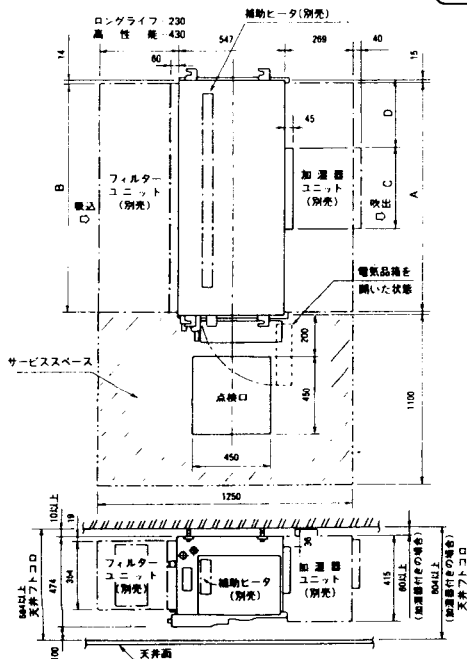 ロングライフ・230
高性能・430
補助ヒータ(別売)
547
269
40
14
60
15
45
D
B
フィルター
ユニット
(別売)
加湿器
ユニット
(別売)
C
A
吸込
吹出
電気品箱を
開いた状態
サービススペース
200
点検口
450
1100
450
1250
10以上
19
36
フィルター
ユニット
(別売)
補助ヒータ
(別売)
加湿器
ユニット
(別売)
474
415
60以上
(加湿器付きの場合)
804以上
(加湿器付きの場合)
天井フトコロ
天井フトコロ
100
天井面